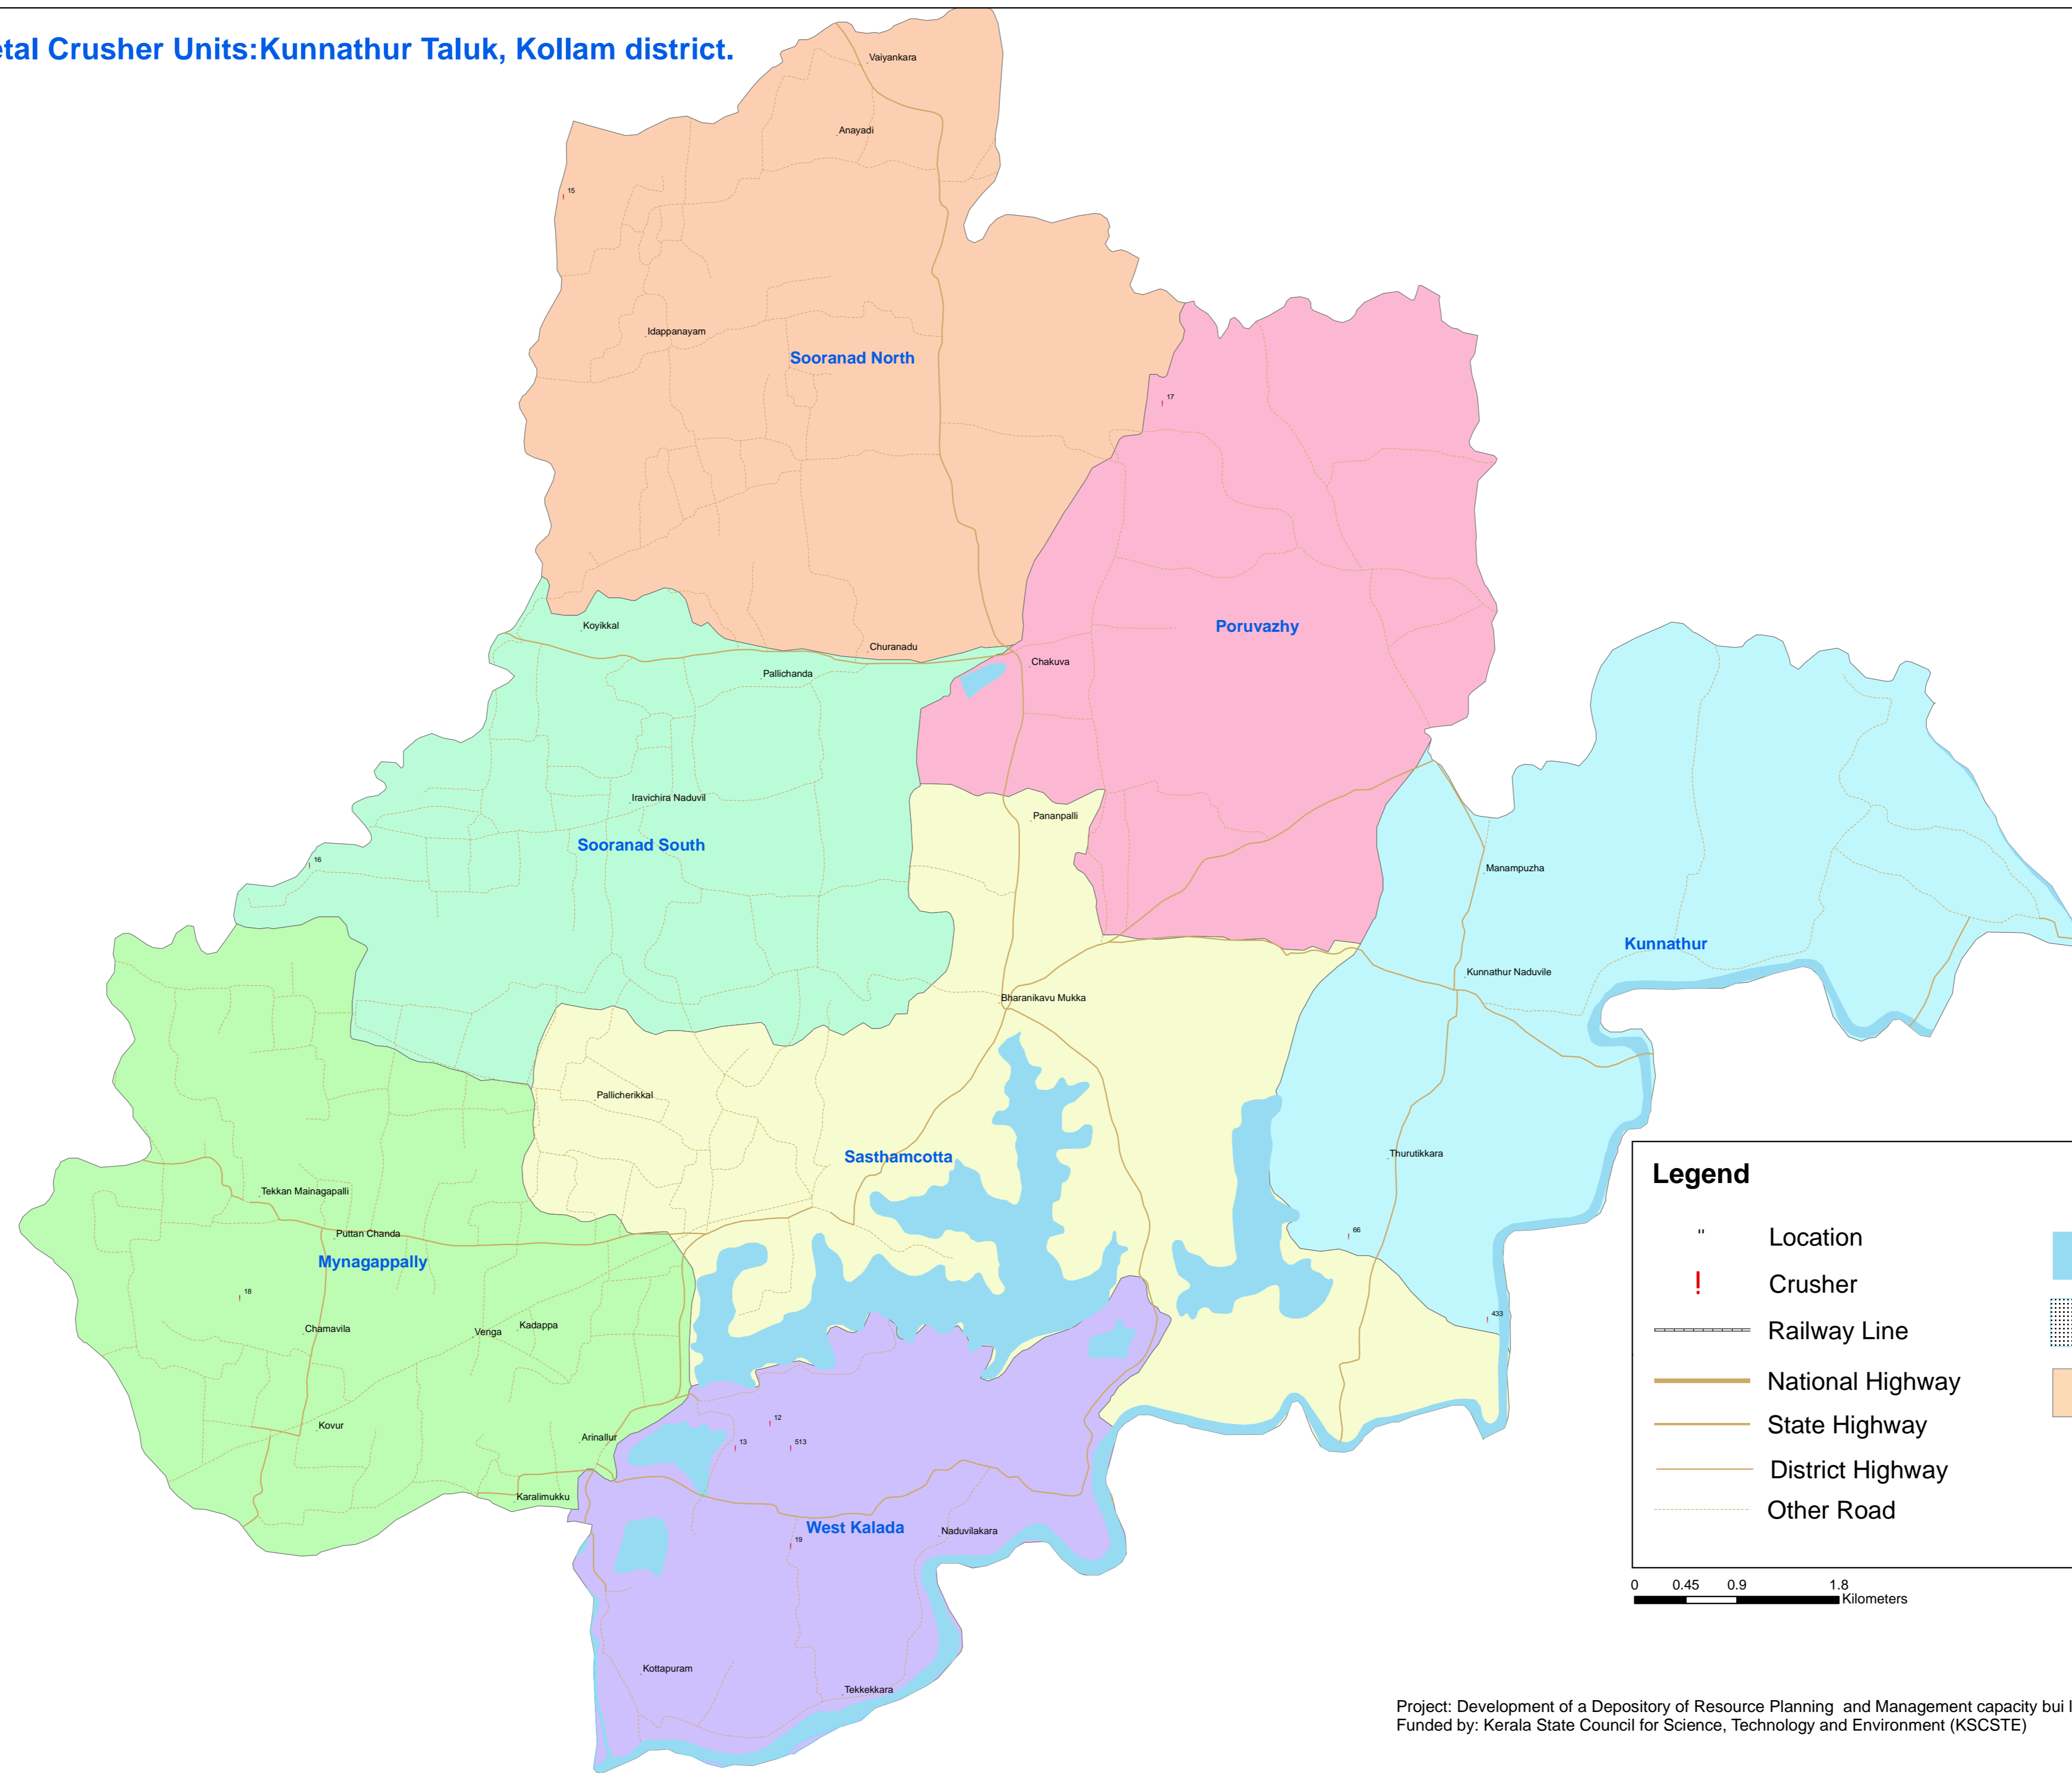 etal Crusher Units:Kunnathur Taluk, Kollam district.
Vaiyankara
Anayadi
15
Idappanayam
Sooranad North
17
Koyikkal
Churanadu
Poruvazhy
Chakuva
Pallichanda
Iravichira Naduvil
Pananpalli
Sooranad South
16
Manampuzha
Kunnathur
Kunnathur Naduvile
Bharanikavu Mukka
Pallicherikkal
Sasthamcotta
Thurutikkara
Tekkan Mainagapalli
Puttan Chanda
66
Mynagappally
18
433
Chamavila
Venga
Kadappa
Kovur
Arinallur
12
13
513
Karalimukku
West Kalada
Naduvilakara
19
Kottapuram
Tekkekkara
Legend
" Location
! Crusher
Railway Line
National Highway
State Highway
District Highway
Other Road
0 0.45 0.9 1.8
Kilometers
Project: Development of a Depository of Resource Planning and Management capacity bui l
Funded by: Kerala State Council for Science, Technology and Environment (KSCSTE)